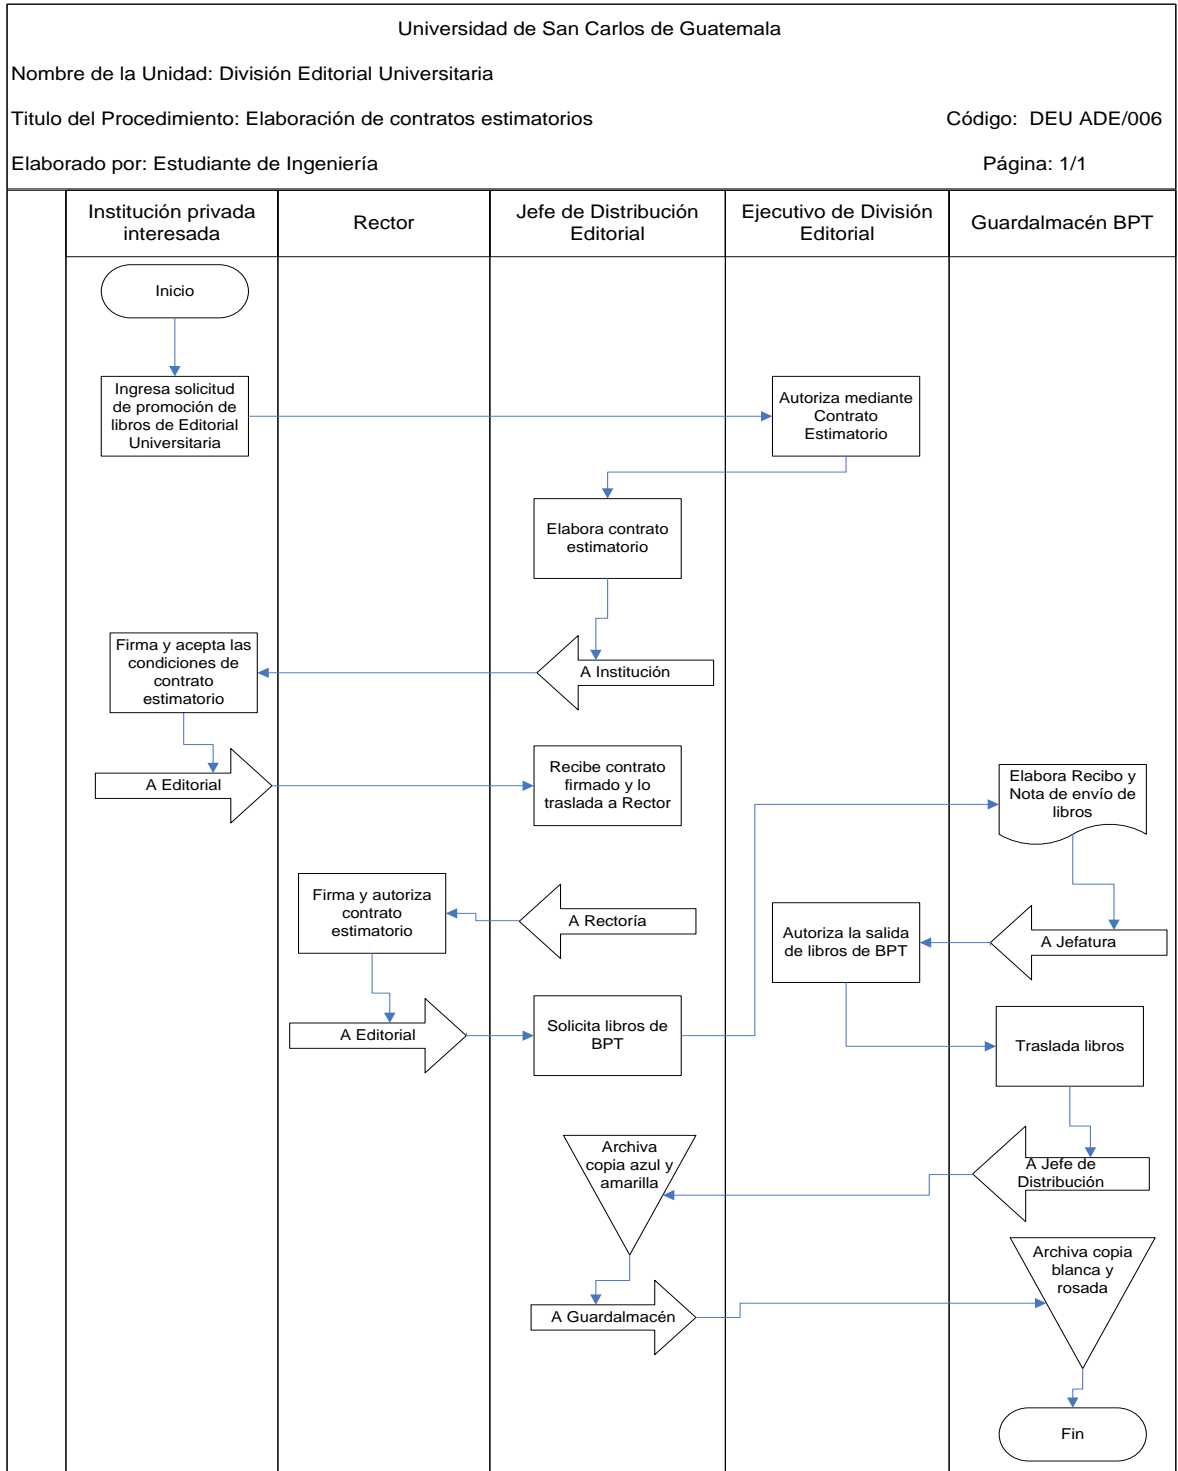 Universidad de San Carlos de Guatemala
Nombre de la Unidad: División Editorial Universitaria
Titulo del Procedimiento: Elaboración de contratos estimatorios
Código: DEU ADE/006
Elaborado por: Estudiante de Ingeniería
Página: 1/1
Institución privada
interesada
Rector
Jefe de Distribución
Editorial
Ejecutivo de División
Editorial
Guardalmacén BPT
Inicio
Ingresa solicitud
de promoción de
libros de Editorial
Universitaria
Autoriza mediante
Contrato
Estimatorio
Elabora contrato
estimatorio
A Institución
Firma y acepta las
condiciones de
contrato
estimatorio
A Editorial
Recibe contrato
firmado y lo
traslada a Rector
A Rectoría
Firma y autoriza
contrato
estimatorio
A Editorial
Solicita libros de
BPT
Elabora Recibo y
Nota de envío de
libros
A Jefatura
Autoriza la salida
de libros de BPT
Traslada libros
A Jefe de
Distribución
Archiva
copia azul y
amarilla
A Guardalmacén
Archiva copia
blanca y
rosada
Fin